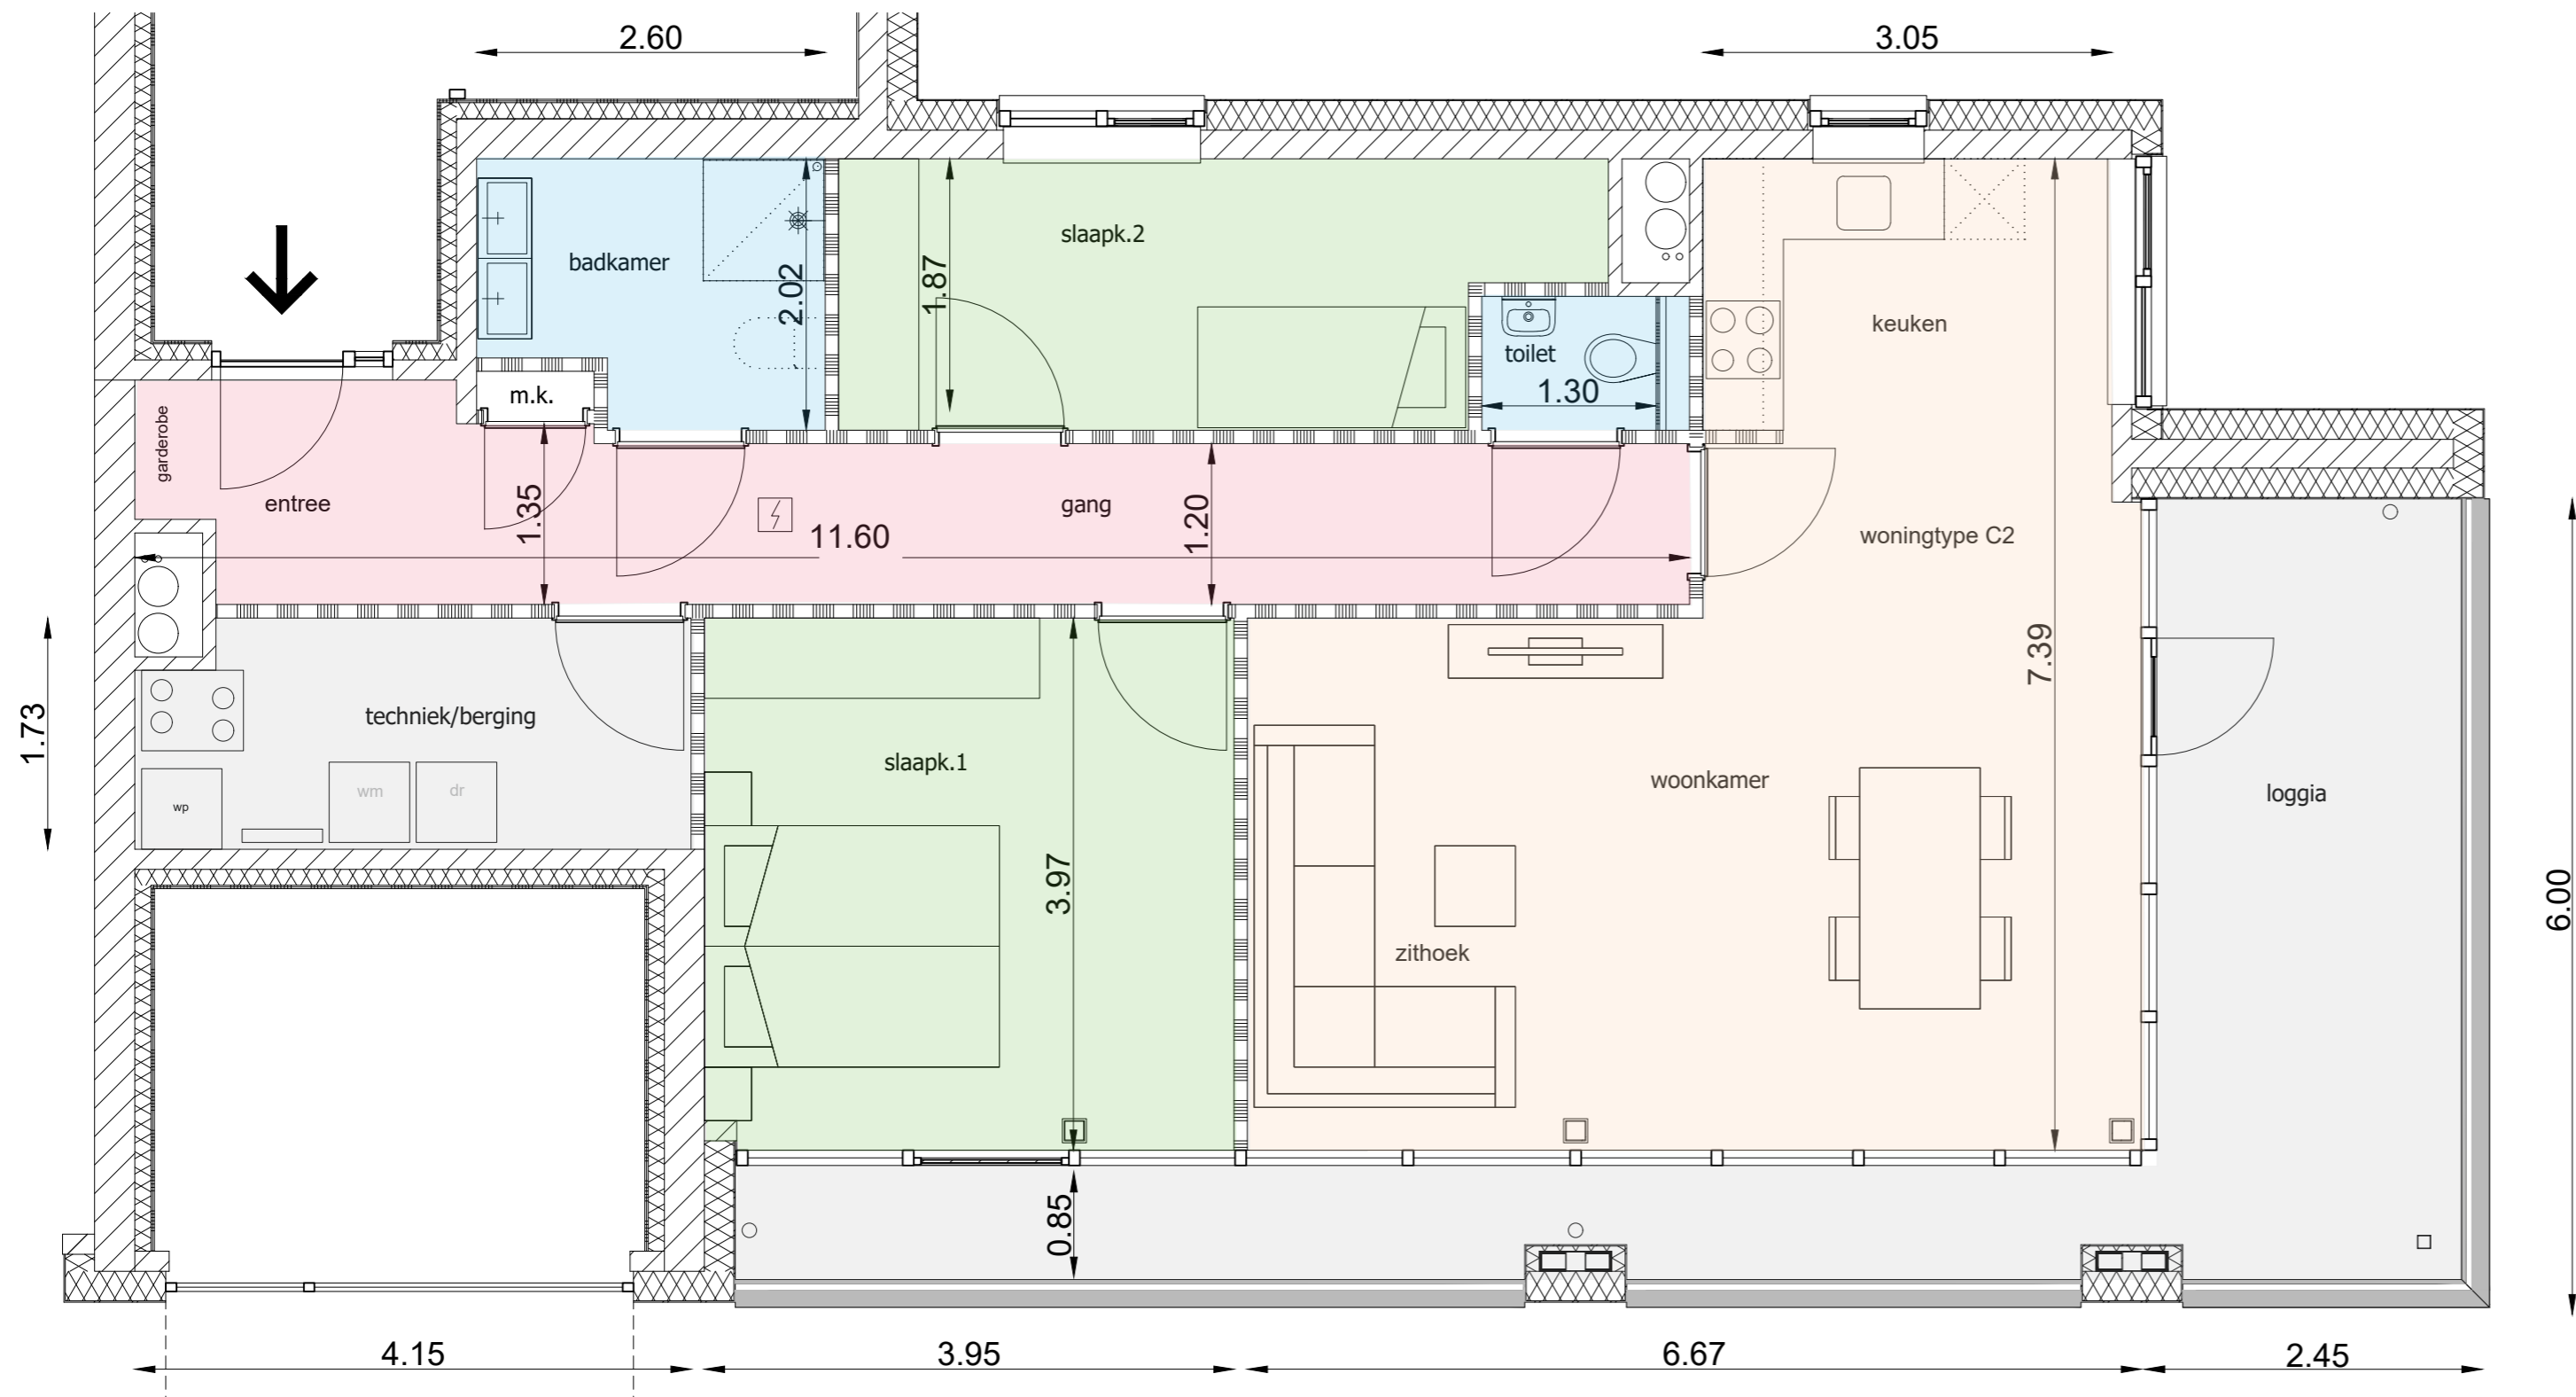 2.60
3.05
badkamer
2.02
slaapk.2
1.87
keuken
toilet
1.30
m.k.
garderobe
entree
1.35
gang
11.60
1.20
woningtype C2
7.39
1.73
techniek/berging
wp
wm
dr
slaapk.1
3.97
woonkamer
zithoek
loggia
6.00
0.85
4.15
3.95
6.67
2.45